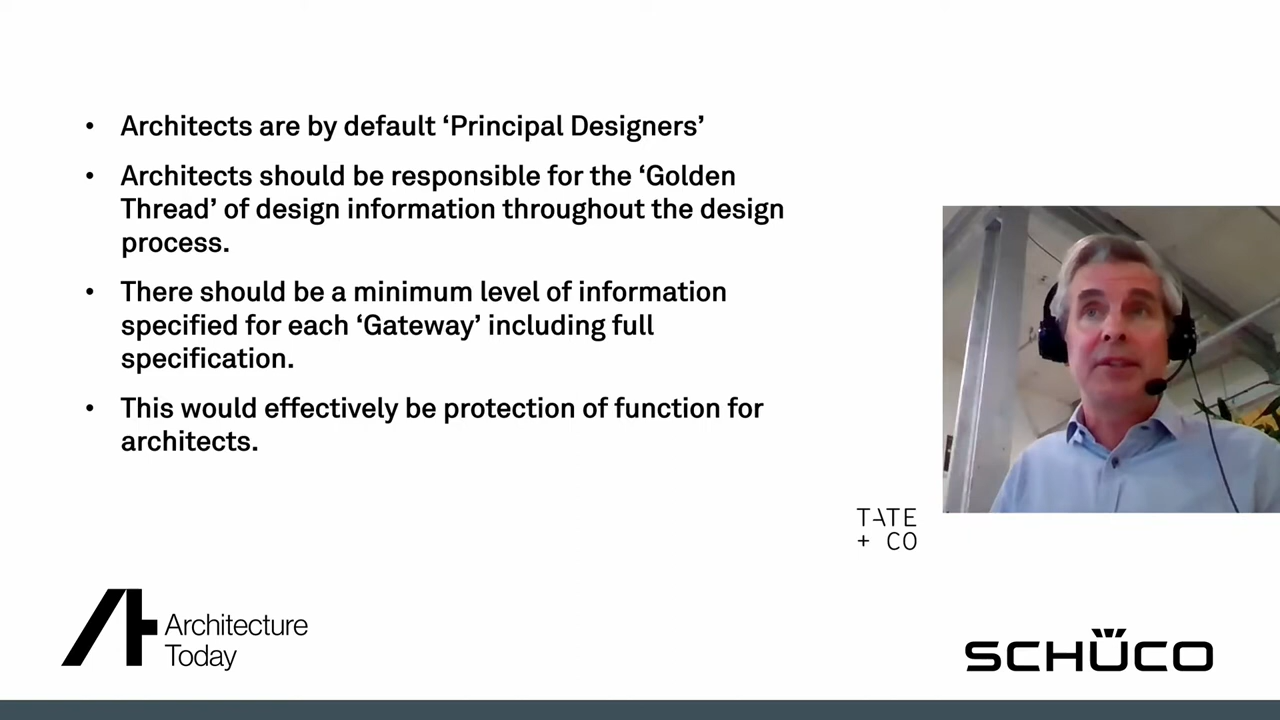 • Architects are by default ‘Principal Designers’
• Architects should be responsible for the ‘Golden
Thread’ of design information throughout the design
process.
• There should be a minimum level of information
specified for each ‘Gateway’ including full
specification.
• This would effectively be protection of function for
architects.
TATE
+ CO
Architecture
Today
SCHÜCO